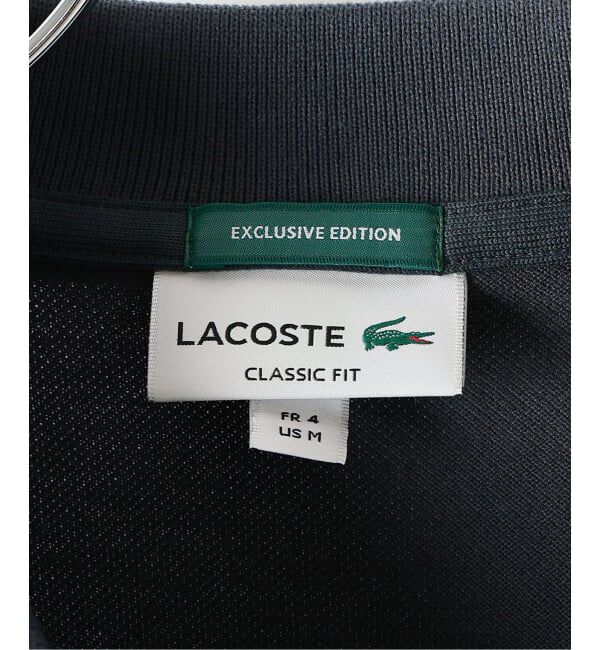 EXCLUSIVE EDITION
LACOSTE
CLASSIC FIT
FR 4
US M